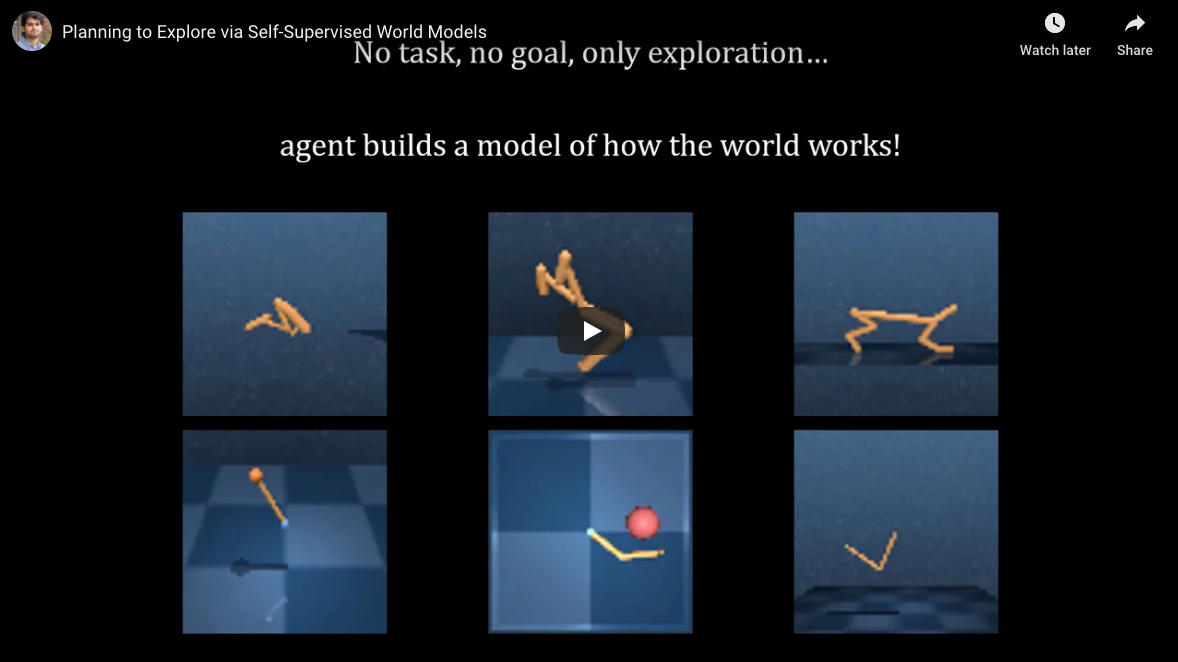 Planning to Explore via Self-Supervised World Models
Watch later
Share
No task, no goal, only exploration...
agent builds a model of how the world works!